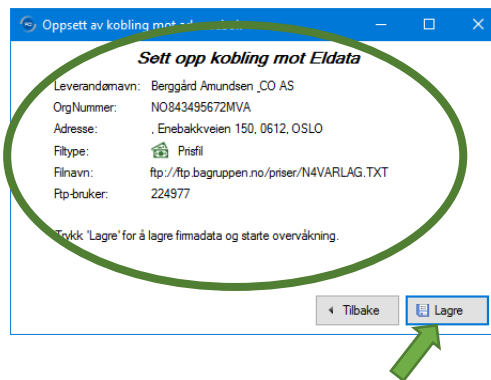 Oppsett av kobling mot
Sett opp kobling mot Eldata
Leverandørnavn: Berggård Amundsen ,CO AS
OrgNummer: NO843495672MVA
Adresse: , Enebakkveien 150, 0612, OSLO
Filtype: Prisfil
Filnavn: ftp://ftp.bagruppen.no/priser/N4VARLAG.TXT
Ftp-bruker: 224977
Trykk 'Lagre' for å lagre firmadata og starte overvåkning.
Tilbake
Lagre